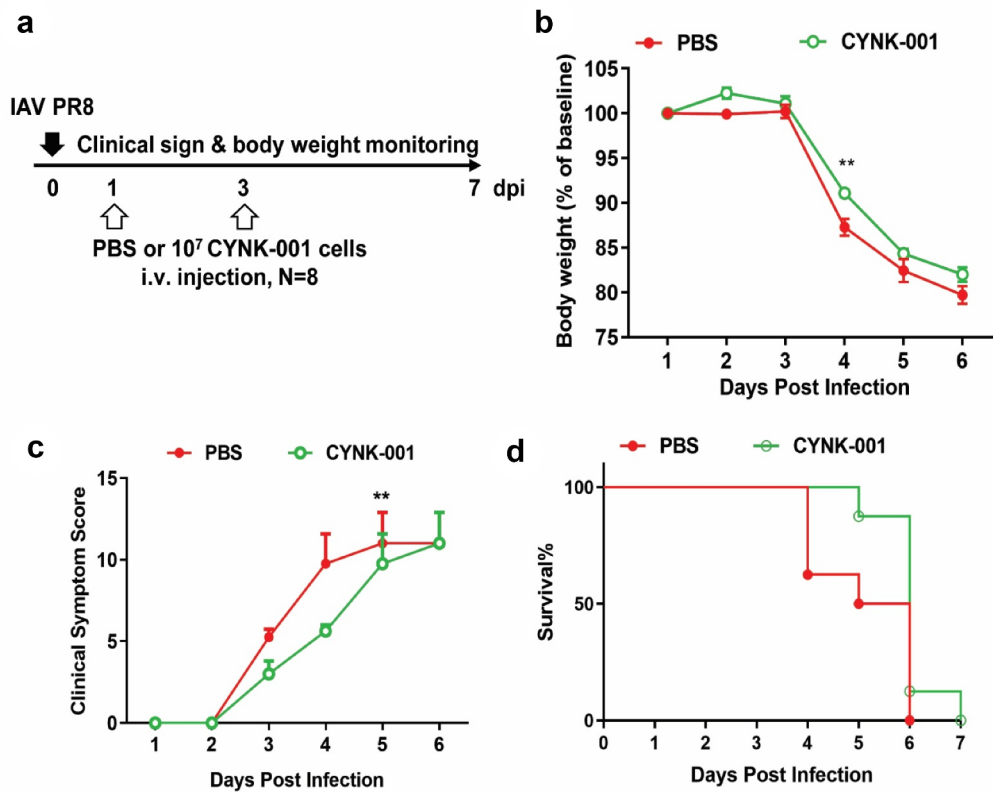 a
IAV PR8
Clinical sign & body weight monitoring
0 1 3 7 dpi
PBS or 10⁷ CYNK-001 cells
i.v. injection, N=8
b
PBS CYNK-001
Body weight (% of baseline)
105
100
95
90
85
80
75
**
1 2 3 4 5 6
Days Post Infection
c
PBS CYNK-001
Clinical Symptom Score
15
10
5
0
**
1 2 3 4 5 6
Days Post Infection
d
PBS CYNK-001
Survival%
100
50
0
0 1 2 3 4 5 6 7
Days Post Infection